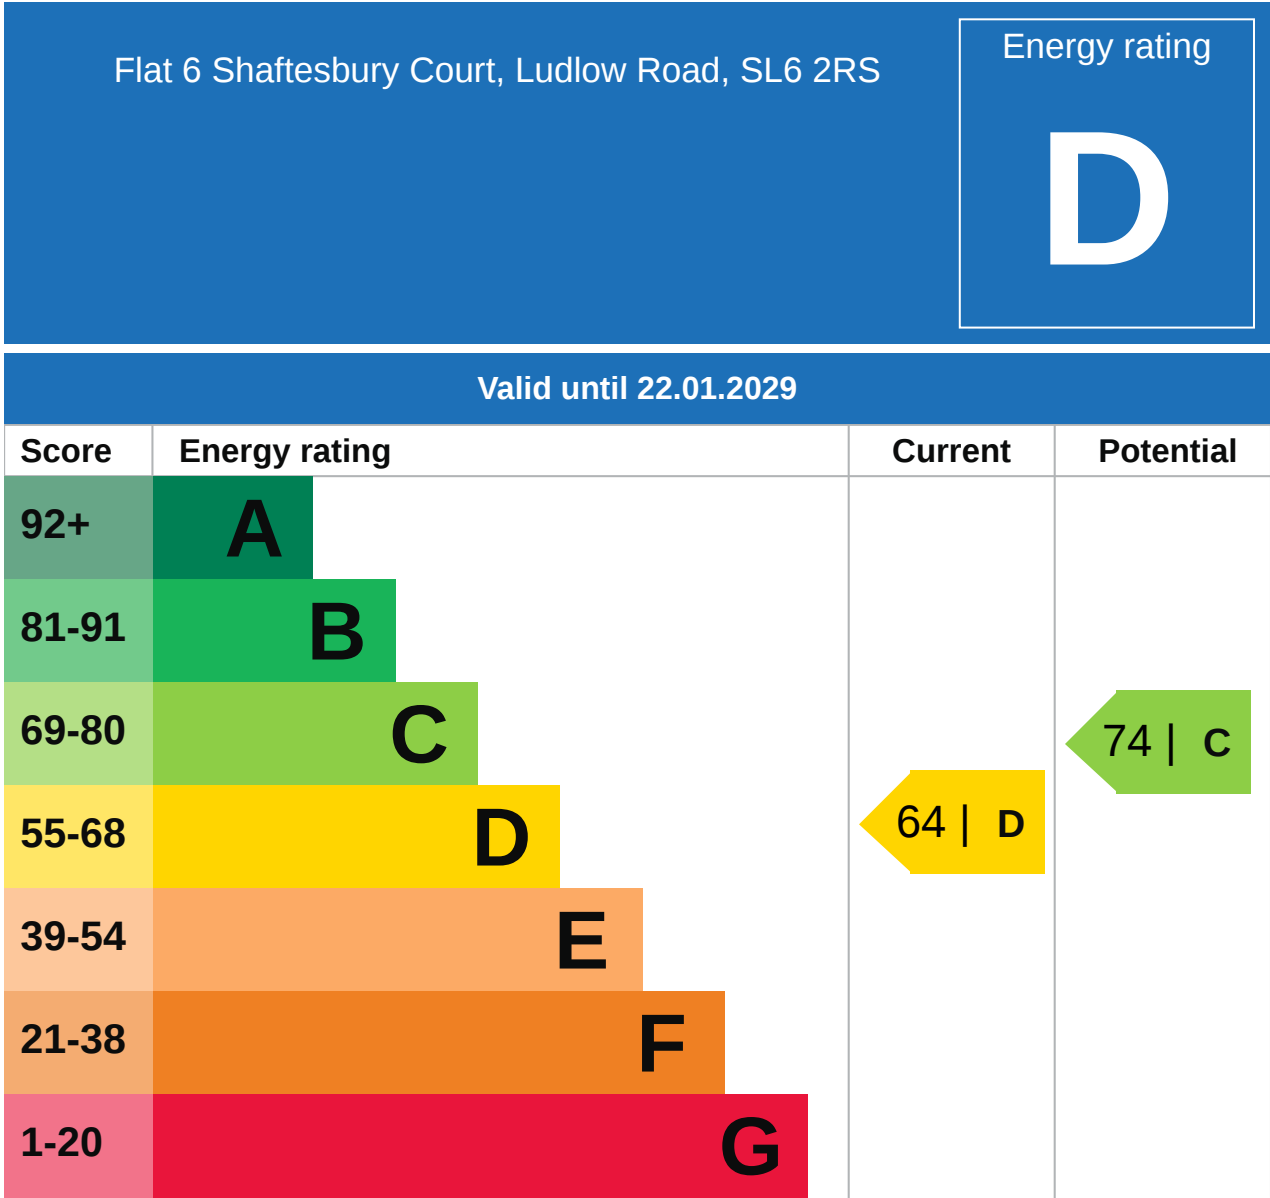 Flat 6 Shaftesbury Court, Ludlow Road, SL6 2RS
Energy rating
D
Valid until 22.01.2029
Score Energy rating Current Potential
92+ A
81-91 B
69-80 C 74 | C
55-68 D 64 | D
39-54 E
21-38 F
1-20 G